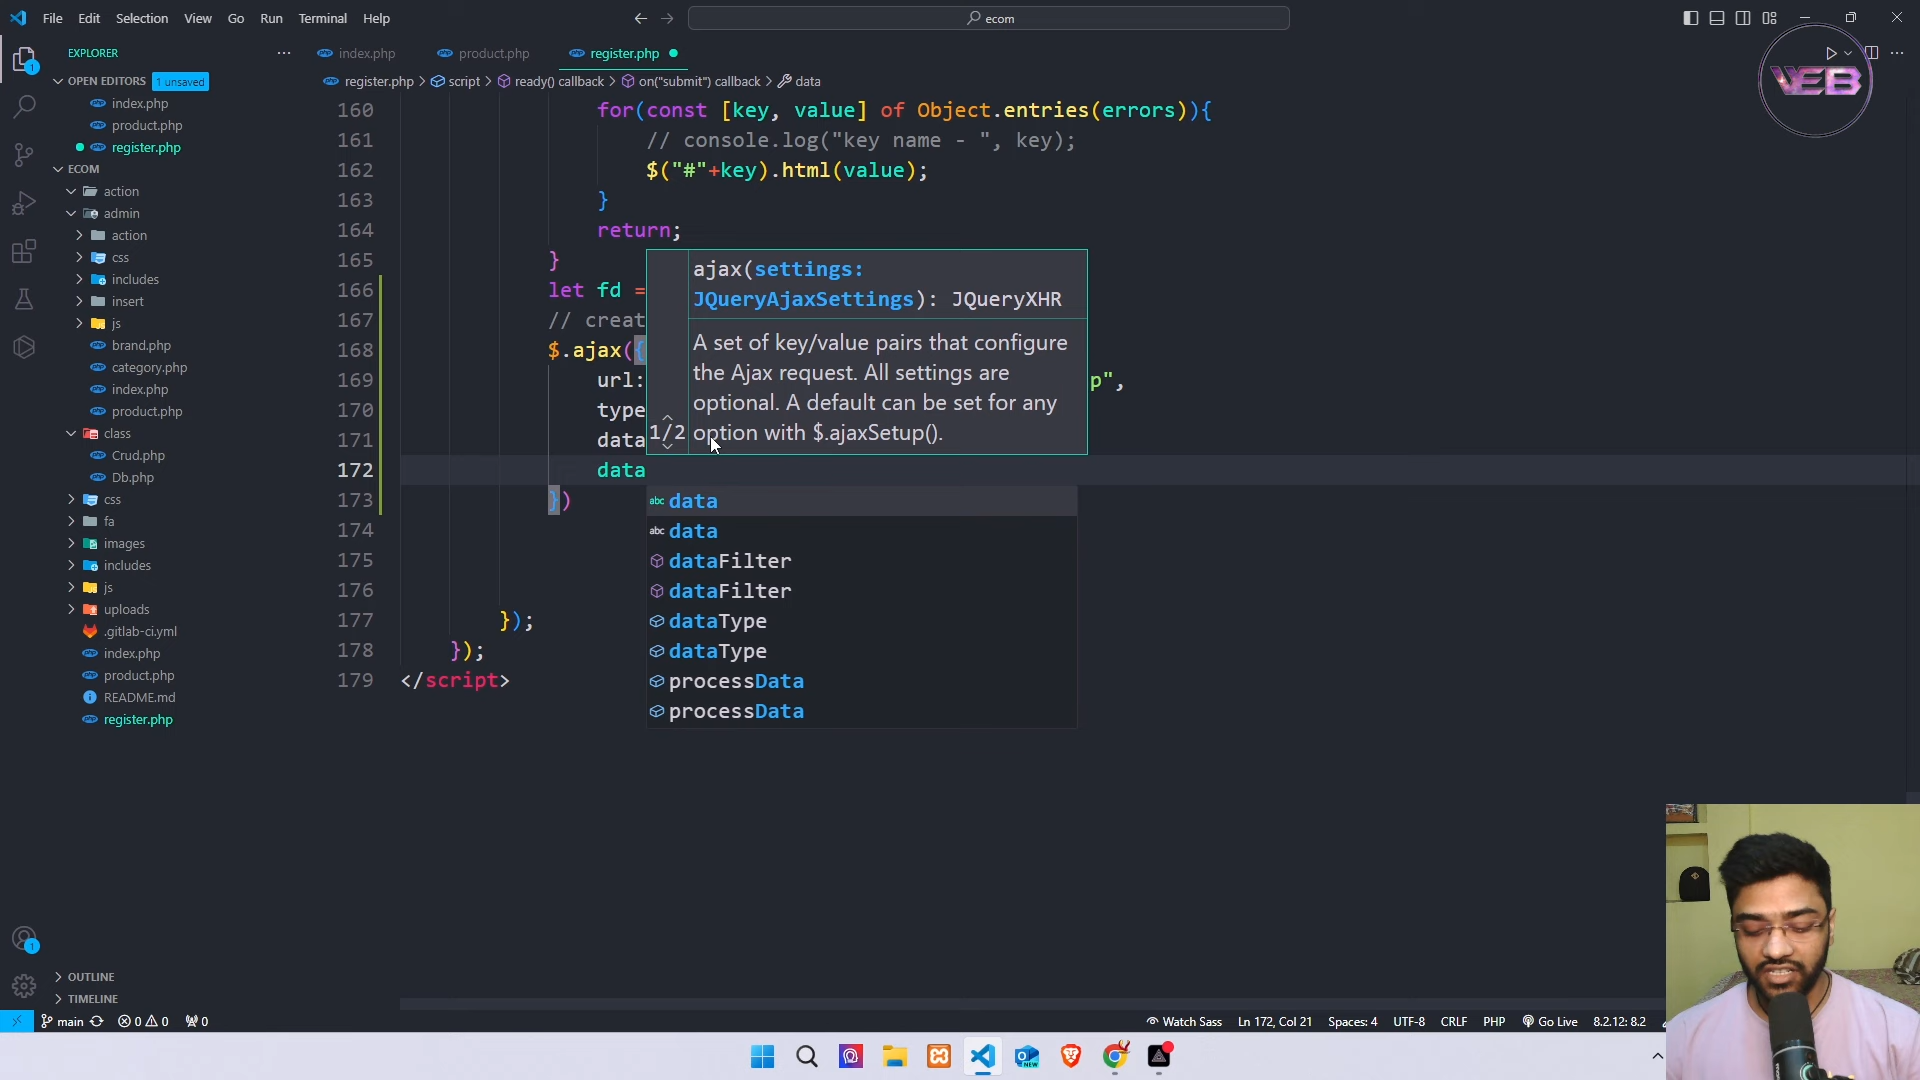 File Edit Selection View Go Run Terminal Help
ecom
EXPLORER
index.php product.php register.php
WEB
OPEN EDITORS 1 unsaved
register.php > script > ready() callback > on("submit") callback > data
index.php
product.php
register.php
ECOM
action
admin
action
css
includes
insert
js
brand.php
category.php
index.php
product.php
class
Crud.php
Db.php
css
fa
images
includes
js
uploads
.gitlab-ci.yml
index.php
product.php
README.md
register.php
OUTLINE
TIMELINE
160 for(const [key, value] of Object.entries(errors)){
161 // console.log("key name - ", key);
162 $("#"+key).html(value);
163 }
164 return;
165 }
166 let fd =
167 // creat
168 $.ajax({
169 url: p",
170 type
171 data
172 data
173 })
174
175
176
177 });
178 });
179 </script>
ajax(settings:
JQueryAjaxSettings): JQueryXHR
A set of key/value pairs that configure
the Ajax request. All settings are
optional. A default can be set for any
1/2 option with $.ajaxSetup().
abc data
abc data
dataFilter
dataFilter
dataType
dataType
processData
processData
main 0 0 0
Watch Sass Ln 172, Col 21 Spaces: 4 UTF-8 CRLF PHP Go Live 8.2.12: 8.2